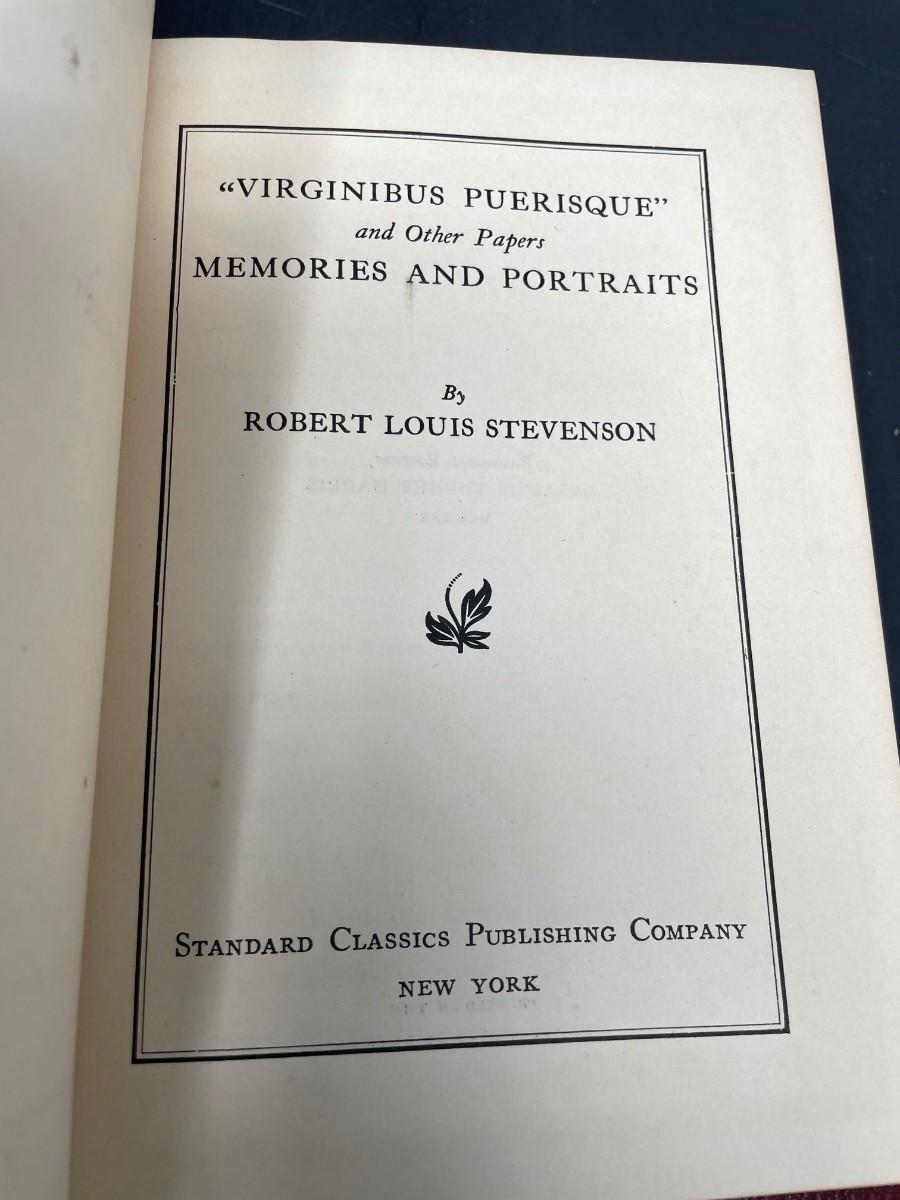 “VIRGINIBUS PUERISQUE”
and Other Papers
MEMORIES AND PORTRAITS
By
ROBERT LOUIS STEVENSON
STANDARD CLASSICS PUBLISHING COMPANY
NEW YORK